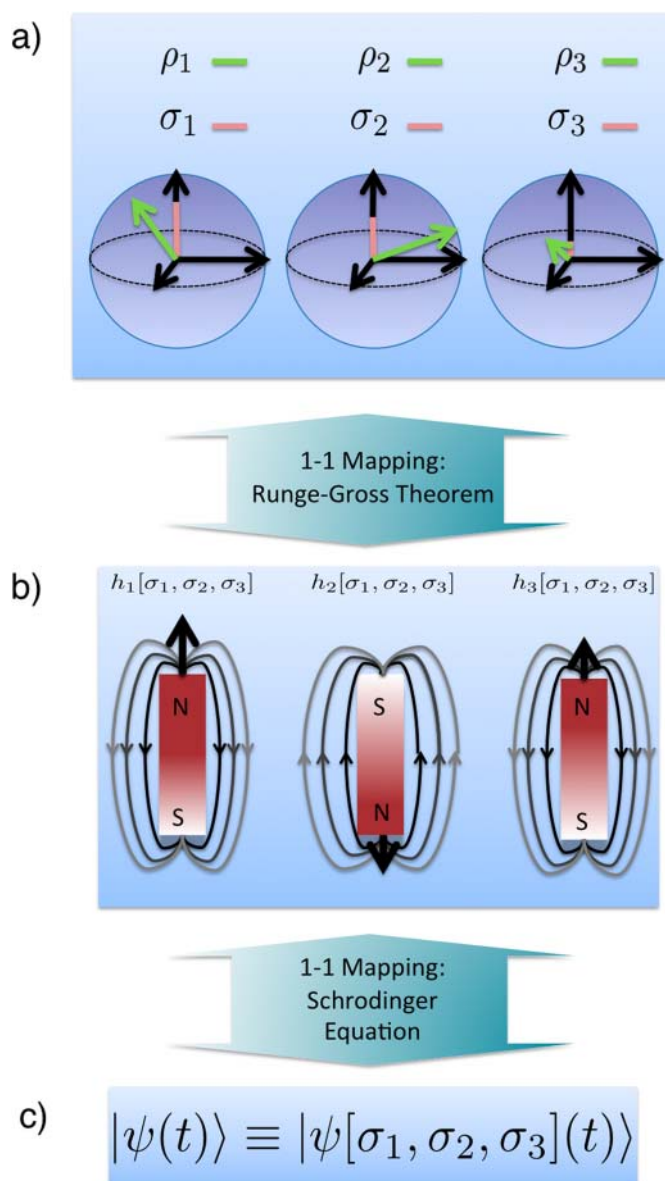 a)
ρ₁ ρ₂ ρ₃
σ₁ σ₂ σ₃
1-1 Mapping:
Runge-Gross Theorem
b)
h₁[σ₁, σ₂, σ₃] h₂[σ₁, σ₂, σ₃] h₃[σ₁, σ₂, σ₃]
N S N
S N S
1-1 Mapping:
Schrodinger
Equation
c)
|ψ(t)⟩ ≡ |ψ[σ₁, σ₂, σ₃](t)⟩